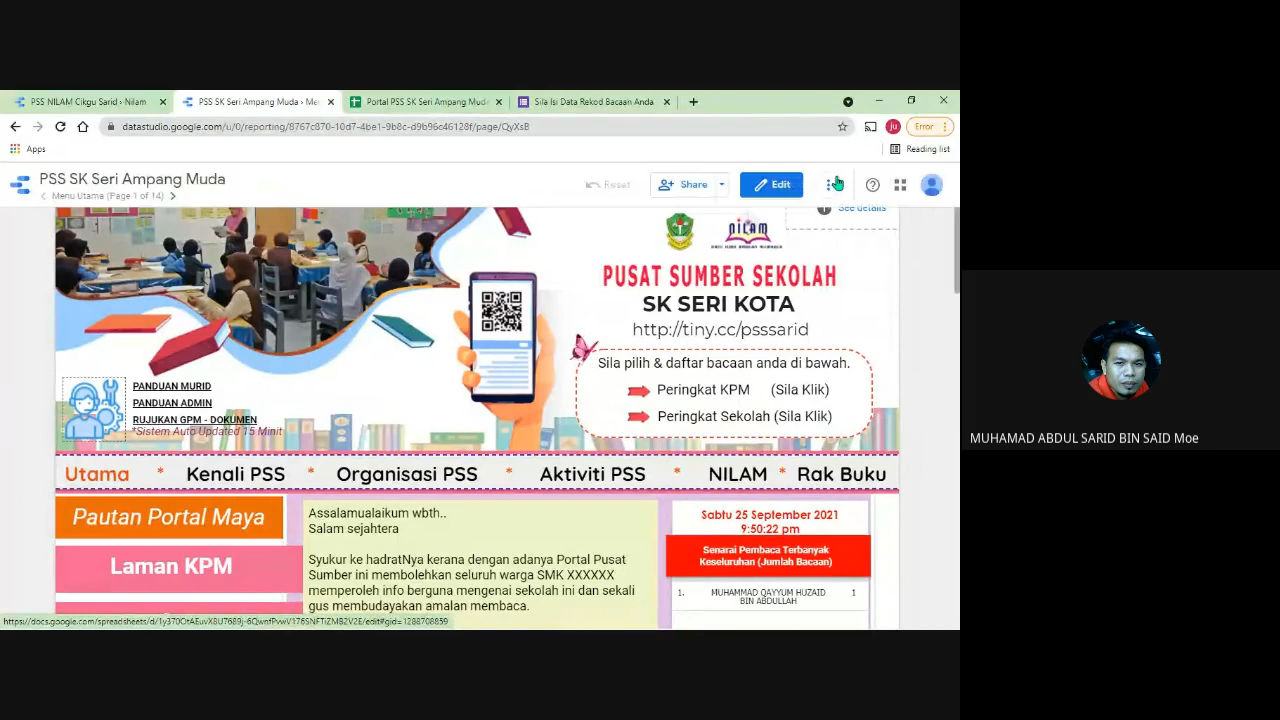 PSS NILAM Cikgu Sarid › Nilam
PSS SK Seri Ampang Muda › Me
Portal PSS SK Seri Ampang Muda
Sila Isi Data Rekod Bacaan Anda
datastudio.google.com/u/0/reporting/8767c870-10d7-4be1-9b8c-d9b96c46128f/page/QyXsB
ju
Error
Apps
Reading list
PSS SK Seri Ampang Muda
Menu Utama (Page 1 of 14)
Reset
Share
Edit
See details
NILAM
PUSAT SUMBER SEKOLAH
SK SERI KOTA
http://tiny.cc/psssarid
Sila pilih & daftar bacaan anda di bawah.
Peringkat KPM (Sila Klik)
Peringkat Sekolah (Sila Klik)
PANDUAN MURID
PANDUAN ADMIN
RUJUKAN GPM - DOKUMEN
*Sistem Auto Updated 15 Minit
Utama * Kenali PSS * Organisasi PSS * Aktiviti PSS * NILAM * Rak Buku
Pautan Portal Maya
Laman KPM
Assalamualaikum wbth..
Salam sejahtera
Syukur ke hadratNya kerana dengan adanya Portal Pusat
Sumber ini membolehkan seluruh warga SMK XXXXXX
memperoleh info berguna mengenai sekolah ini dan sekali
gus membudayakan amalan membaca.
Sabtu 25 September 2021
9:50:22 pm
Senarai Pembaca Terbanyak
Keseluruhan (Jumlah Bacaan)
1. MUHAMMAD QAYYUM HUZAID 1
BIN ABDULLAH
MUHAMAD ABDUL SARID BIN SAID Moe